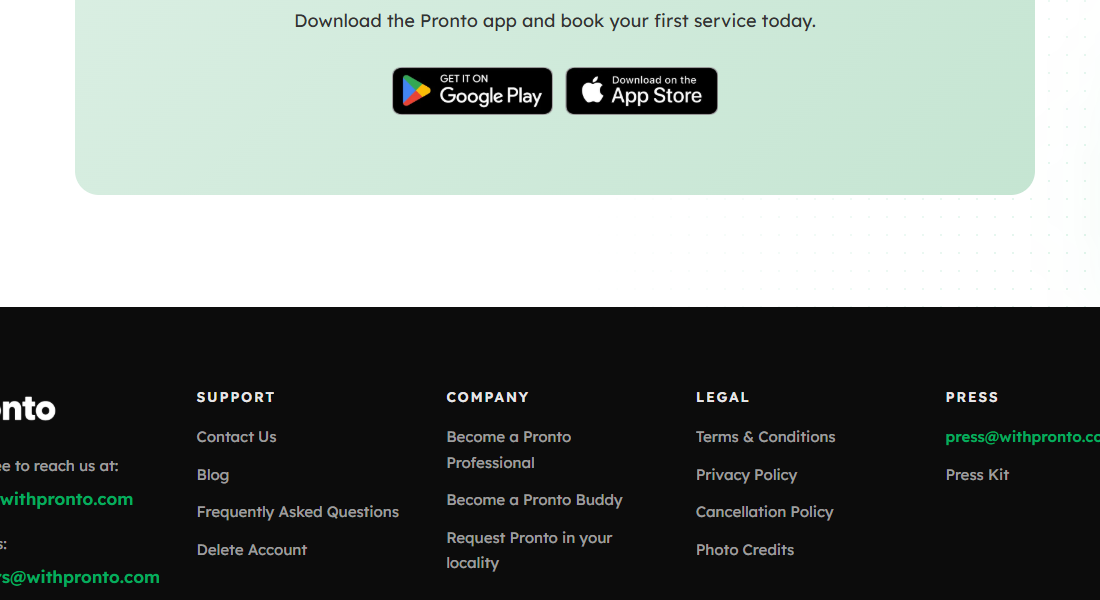 Download the Pronto app and book your first service today.
GET IT ON
Google Play
Download on the
App Store
nto
to reach us at:
withpronto.com
s@withpronto.com
SUPPORT
Contact Us
Blog
Frequently Asked Questions
Delete Account
COMPANY
Become a Pronto
Professional
Become a Pronto Buddy
Request Pronto in your
locality
LEGAL
Terms & Conditions
Privacy Policy
Cancellation Policy
Photo Credits
PRESS
press@withpronto.co
Press Kit